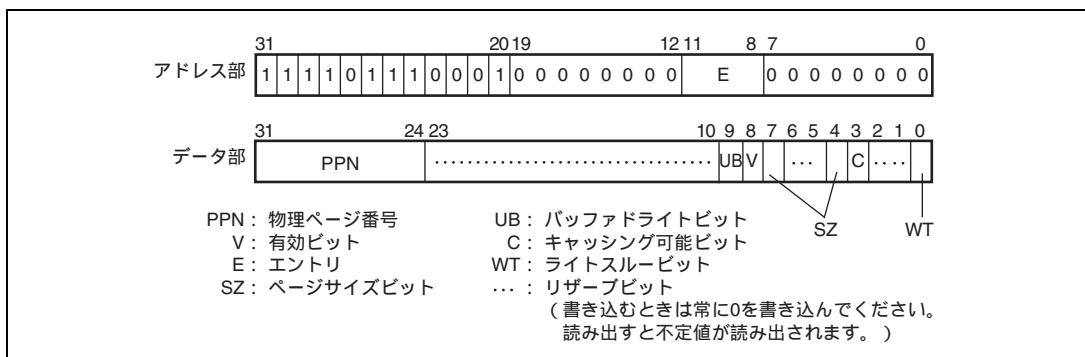 31 20 19 12 11 8 7 0
アドレス部 1 1 1 1 0 1 1 1 0 0 0 1 0 0 0 0 0 0 0 0 E 0 0 0 0 0 0 0 0
31 24 23 10 9 8 7 6 5 4 3 2 1 0
データ部 PPN ………………………… UB V … C ‥‥
SZ WT
PPN: 物理ページ番号 UB: バッファドライトビット
V: 有効ビット C: キャッシング可能ビット
E: エントリ WT: ライトスルービット
SZ: ページサイズビット …: リザーブビット
(書き込むときは常に0を書き込んでください。
読み出すと不定値が読み出されます。)